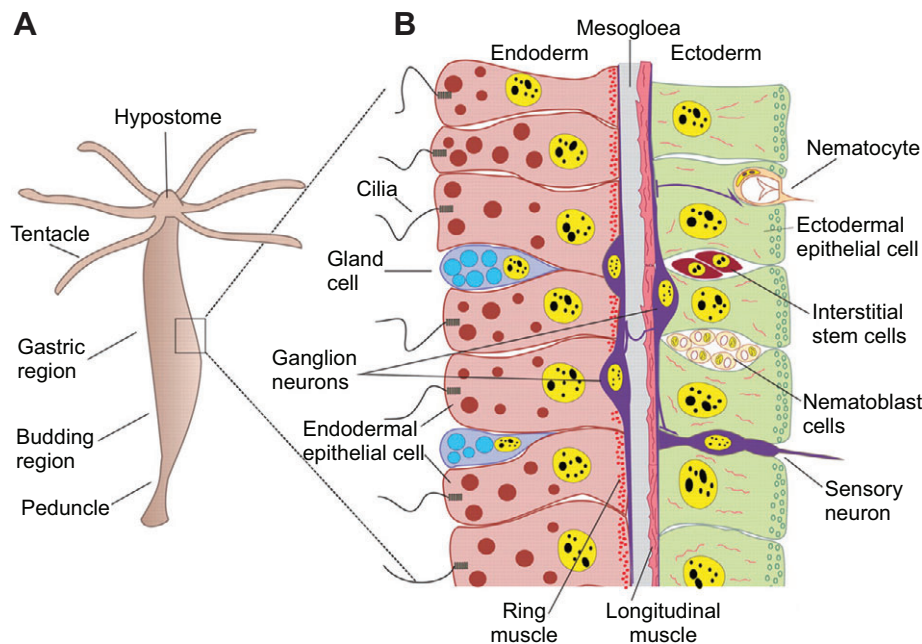 A
Hypostome
Tentacle
Gastric
region
Budding
region
Peduncle
B
Mesogloea
Endoderm
Ectoderm
Cilia
Gland
cell
Ganglion
neurons
Endodermal
epithelial cell
Nematocyte
Ectodermal
epithelial cell
Interstitial
stem cells
Nematoblast
cells
Sensory
neuron
Ring
muscle
Longitudinal
muscle